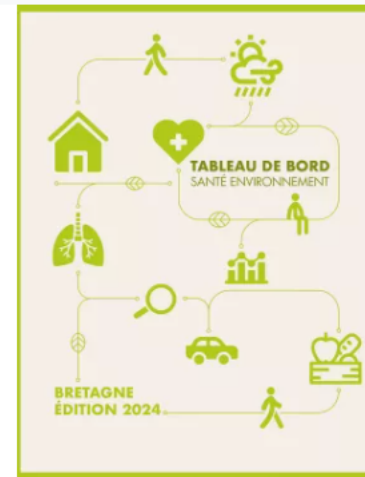 TABLEAU DE BORD
SANTÉ ENVIRONNEMENT
BRETAGNE
ÉDITION 2024